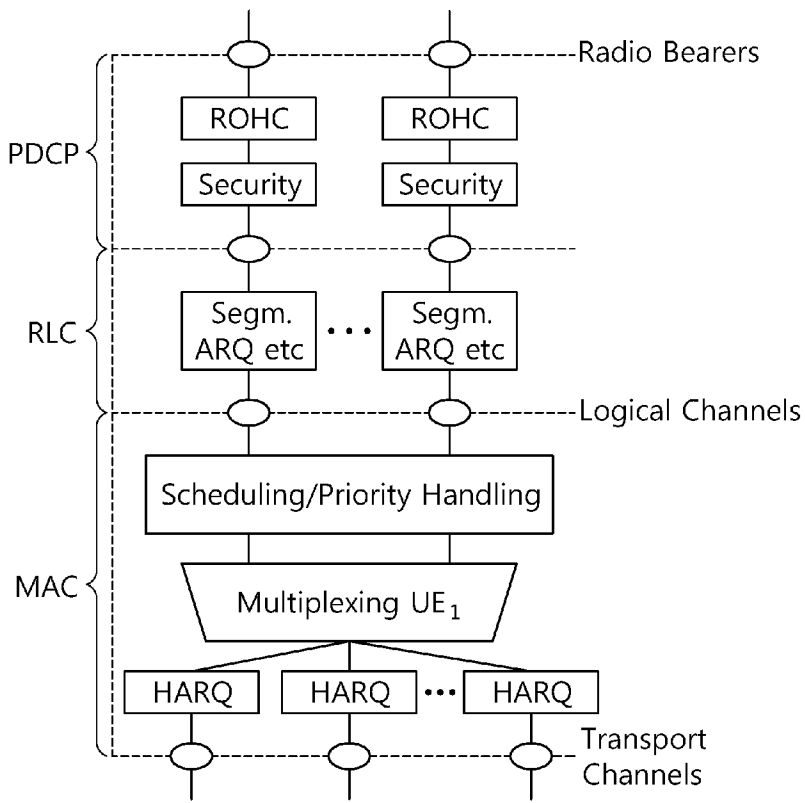 Radio Bearers
ROHC
ROHC
PDCP
Security
Security
Segm.
ARQ etc
...
Segm.
ARQ etc
RLC
Logical Channels
Scheduling/Priority Handling
MAC
Multiplexing UE1
HARQ
HARQ
...
HARQ
Transport
Channels